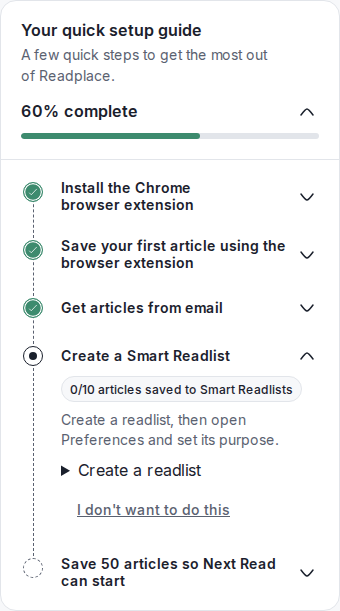 Your quick setup guide
A few quick steps to get the most out
of Readplace.
60% complete
Install the Chrome
browser extension
Save your first article using the
browser extension
Get articles from email
Create a Smart Readlist
0/10 articles saved to Smart Readlists
Create a readlist, then open
Preferences and set its purpose.
Create a readlist
I don't want to do this
Save 50 articles so Next Read
can start